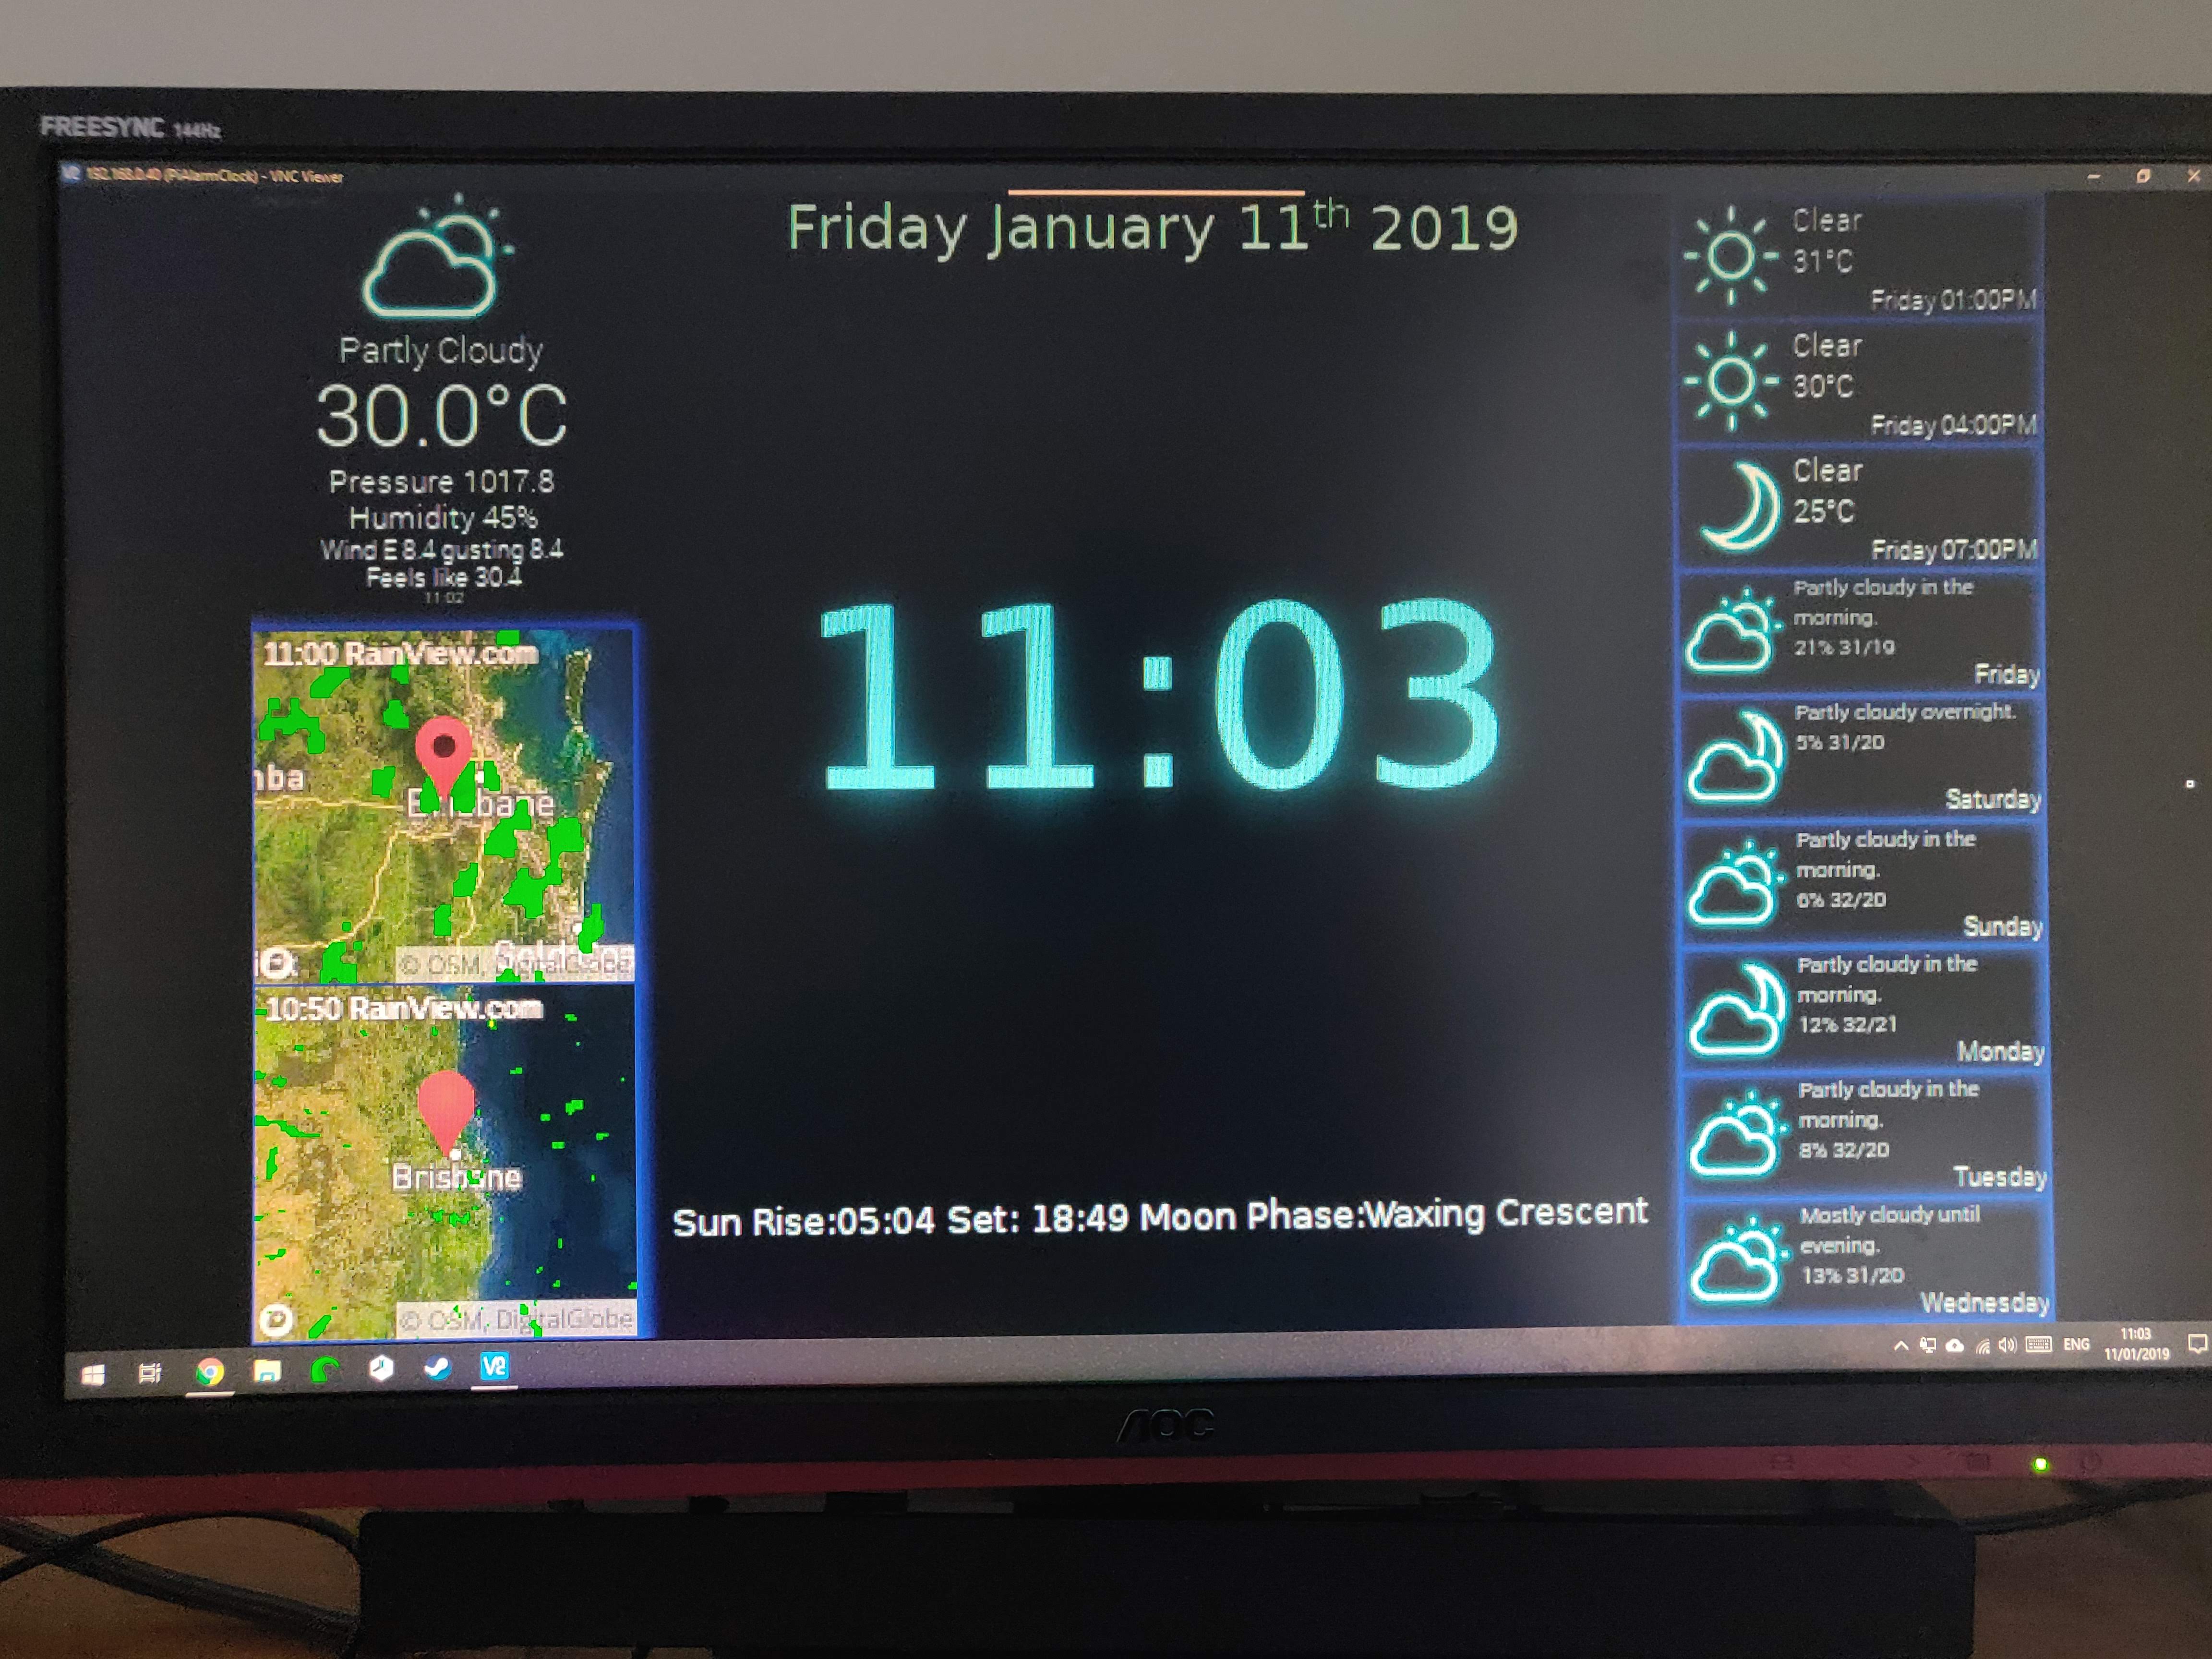 FREESYNC 144Hz
192.168.0.40 (PiAlarmClock) - VNC Viewer
Partly Cloudy
30.0°C
Pressure 1017.8
Humidity 45%
Wind E 8.4 gusting 8.4
Feels like 30.4
11:02
11:00 RainView.com
Brisbane
© OSM, DigitalGlobe
10:50 RainView.com
Brisbane
© OSM, DigitalGlobe
Friday January 11th 2019
11:03
Sun Rise:05:04 Set: 18:49 Moon Phase:Waxing Crescent
Clear
31°C
Friday 01:00PM
Clear
30°C
Friday 04:00PM
Clear
25°C
Friday 07:00PM
Partly cloudy in the
morning.
21% 31/19
Friday
Partly cloudy overnight.
5% 31/20
Saturday
Partly cloudy in the
morning.
6% 32/20
Sunday
Partly cloudy in the
morning.
12% 32/21
Monday
Partly cloudy in the
morning.
8% 32/20
Tuesday
Mostly cloudy until
evening.
13% 31/20
Wednesday
ENG
11:03
11/01/2019
AOC